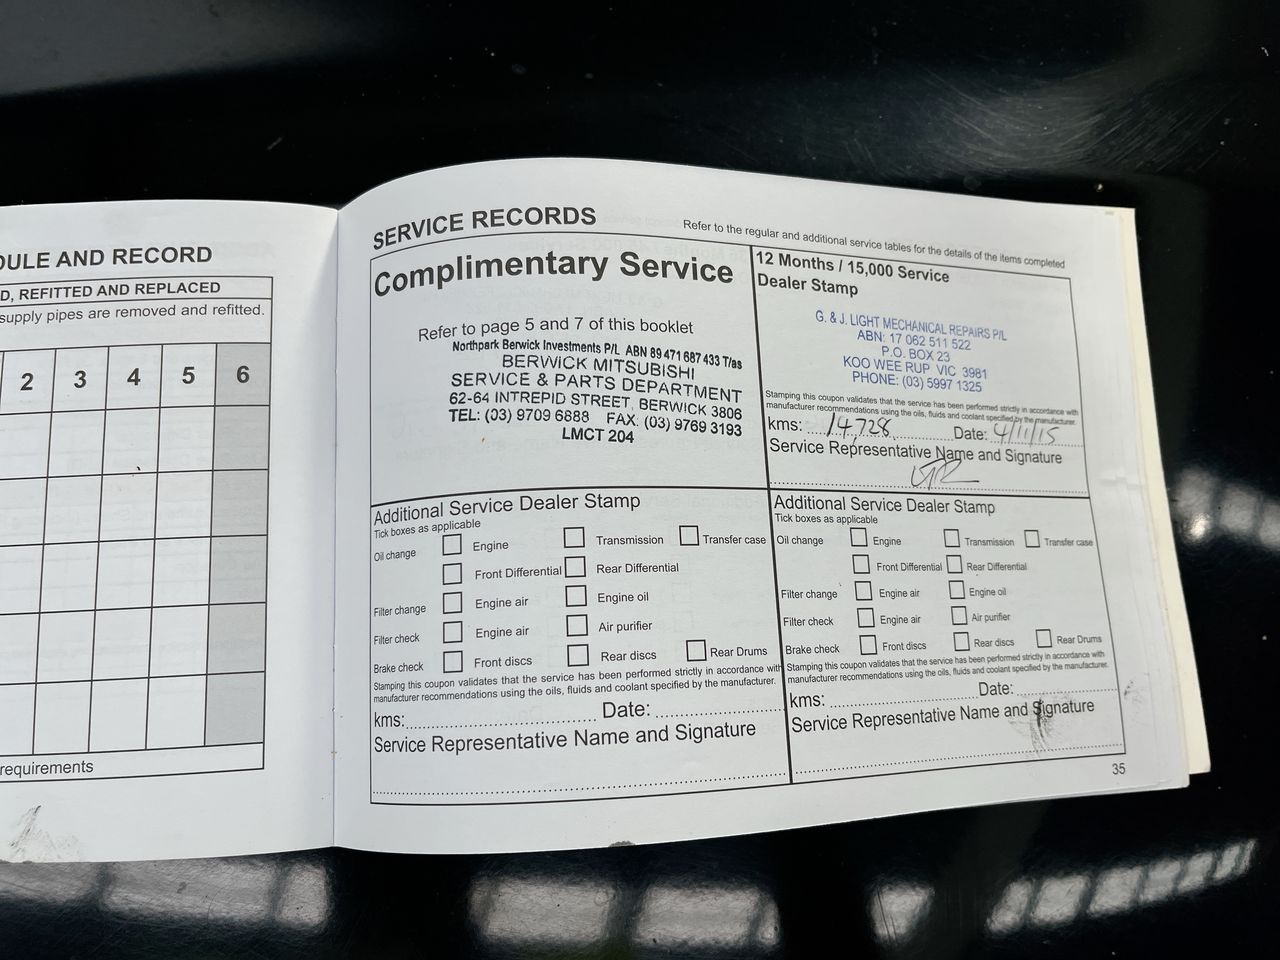 DULE AND RECORD
D, REFITTED AND REPLACED
supply pipes are removed and refitted.
2 3 4 5 6
requirements
SERVICE RECORDS
Refer to the regular and additional service tables for the details of the items completed
Complimentary Service
Refer to page 5 and 7 of this booklet
Northpark Berwick Investments P/L ABN 89 471 687 433 T/as
BERWICK MITSUBISHI
SERVICE & PARTS DEPARTMENT
62-64 INTREPID STREET, BERWICK 3806
TEL: (03) 9709 6888 FAX: (03) 9769 3193
LMCT 204
12 Months / 15,000 Service
Dealer Stamp
G. & J. LIGHT MECHANICAL REPAIRS P/L
ABN: 17 062 511 522
P.O. BOX 23
KOO WEE RUP VIC 3981
PHONE: (03) 5997 1325
Stamping this coupon validates that the service has been performed strictly in accordance with
manufacturer recommendations using the oils, fluids and coolant specified by the manufacturer.
kms: 14,728 Date: 4/11/15
Service Representative Name and Signature
Additional Service Dealer Stamp
Tick boxes as applicable
Oil change Engine Transmission Transfer case
Front Differential Rear Differential
Filter change Engine air Engine oil
Filter check Engine air Air purifier
Brake check Front discs Rear discs Rear Drums
Stamping this coupon validates that the service has been performed strictly in accordance with
manufacturer recommendations using the oils, fluids and coolant specified by the manufacturer.
kms: Date:
Service Representative Name and Signature
Additional Service Dealer Stamp
Tick boxes as applicable
Oil change Engine Transmission Transfer case
Front Differential Rear Differential
Filter change Engine air Engine oil
Filter check Engine air Air purifier
Brake check Front discs Rear discs Rear Drums
Stamping this coupon validates that the service has been performed strictly in accordance with
manufacturer recommendations using the oils, fluids and coolant specified by the manufacturer.
kms: Date:
Service Representative Name and Signature
35